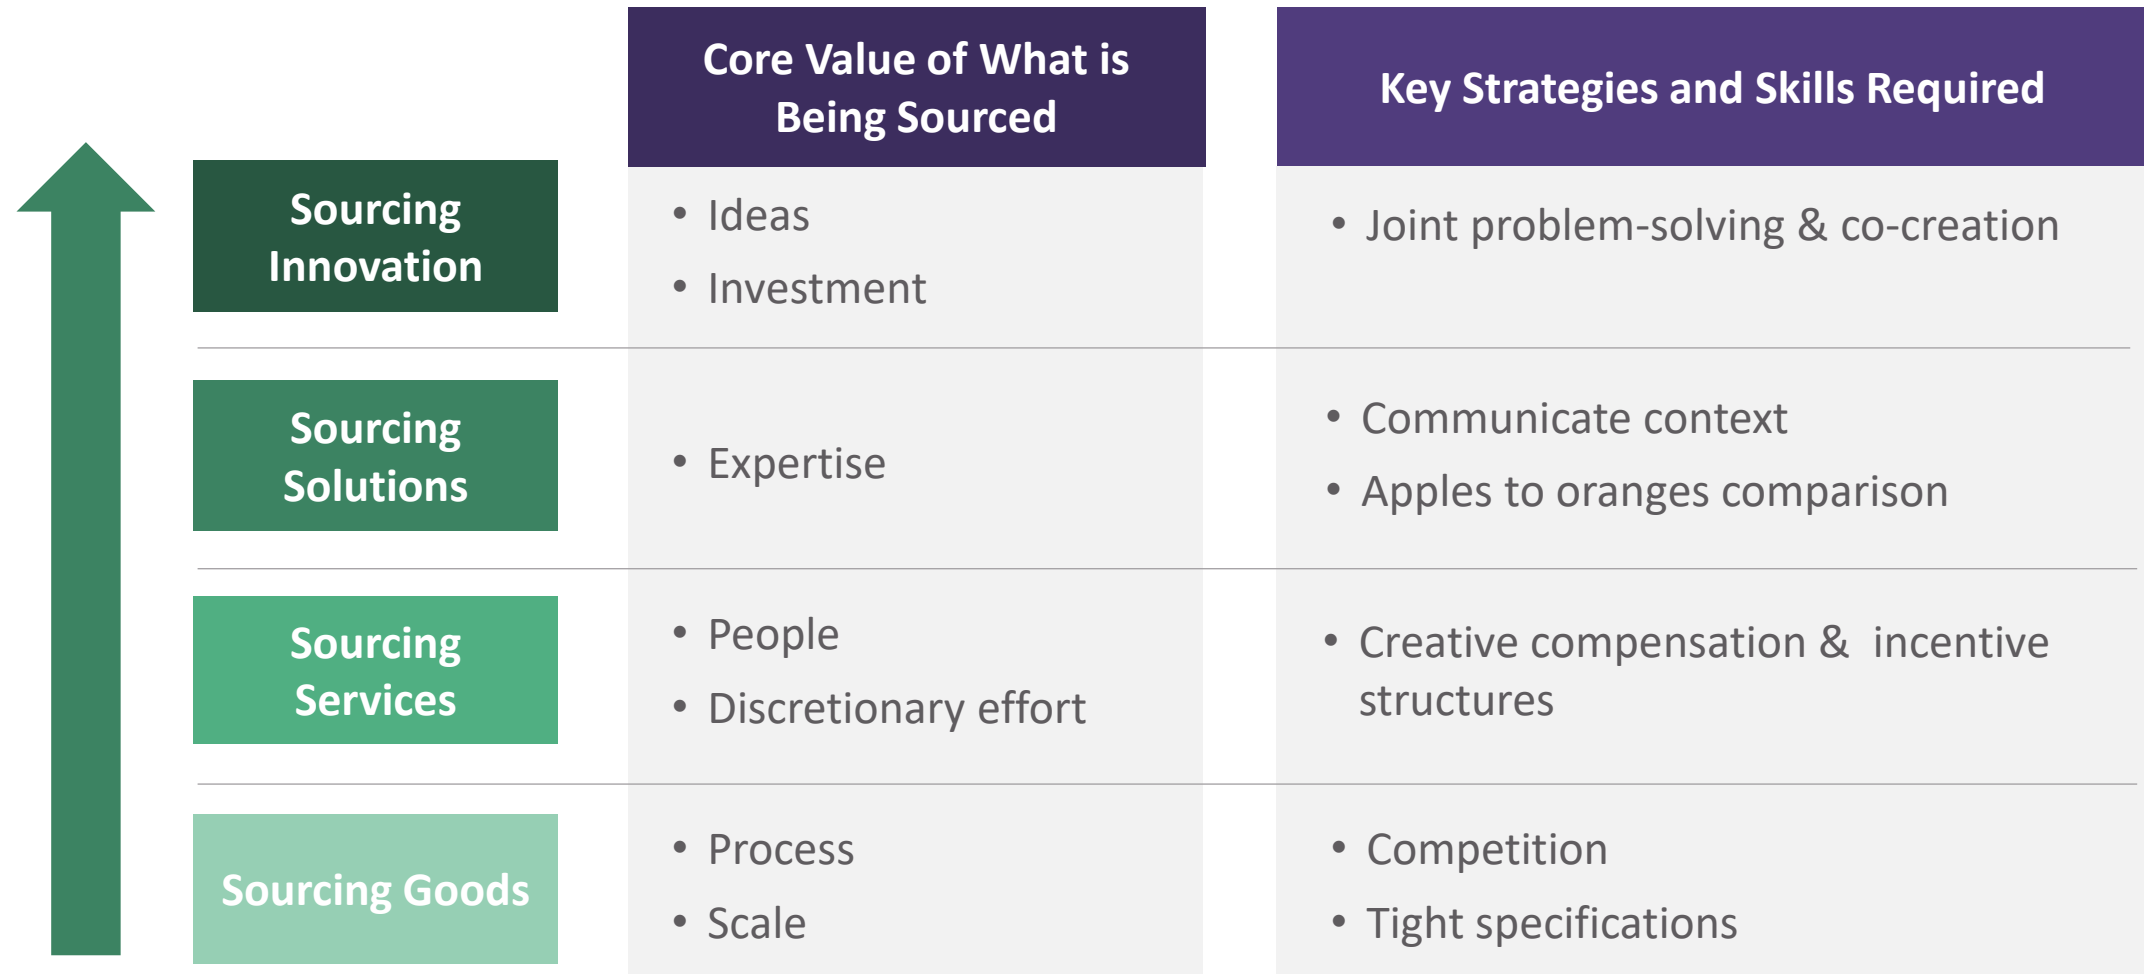 Core Value of What is
Being Sourced
Key Strategies and Skills Required
Sourcing
Innovation
• Ideas
• Investment
• Joint problem-solving & co-creation
Sourcing
Solutions
• Expertise
• Communicate context
• Apples to oranges comparison
Sourcing
Services
• People
• Discretionary effort
• Creative compensation &  incentive
structures
Sourcing Goods
• Process
• Scale
• Competition
• Tight specifications